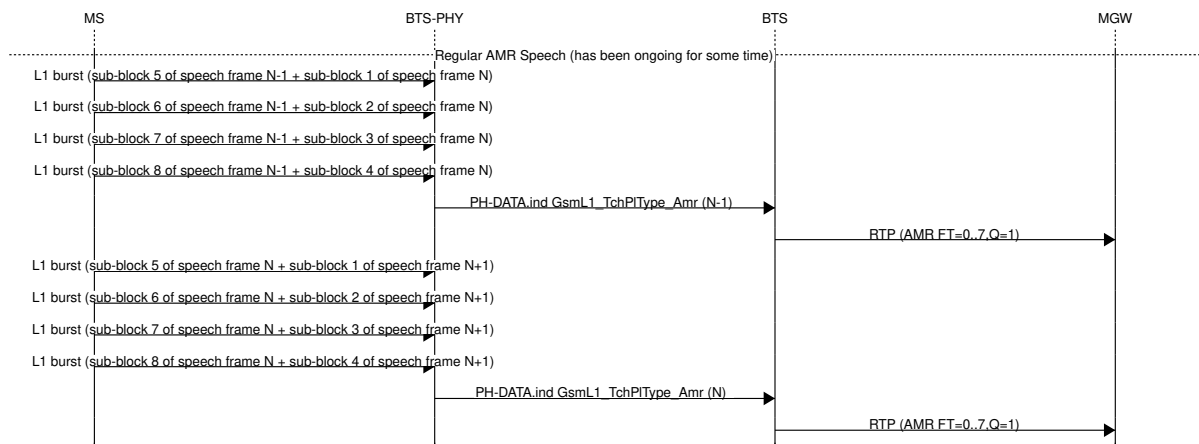 MS BTS-PHY BTS MGW
Regular AMR Speech (has been ongoing for some time)
L1 burst (sub-block 5 of speech frame N-1 + sub-block 1 of speech frame N)
L1 burst (sub-block 6 of speech frame N-1 + sub-block 2 of speech frame N)
L1 burst (sub-block 7 of speech frame N-1 + sub-block 3 of speech frame N)
L1 burst (sub-block 8 of speech frame N-1 + sub-block 4 of speech frame N)
PH-DATA.ind GsmL1_TchPlType_Amr (N-1)
RTP (AMR FT=0..7,Q=1)
L1 burst (sub-block 5 of speech frame N + sub-block 1 of speech frame N+1)
L1 burst (sub-block 6 of speech frame N + sub-block 2 of speech frame N+1)
L1 burst (sub-block 7 of speech frame N + sub-block 3 of speech frame N+1)
L1 burst (sub-block 8 of speech frame N + sub-block 4 of speech frame N+1)
PH-DATA.ind GsmL1_TchPlType_Amr (N)
RTP (AMR FT=0..7,Q=1)